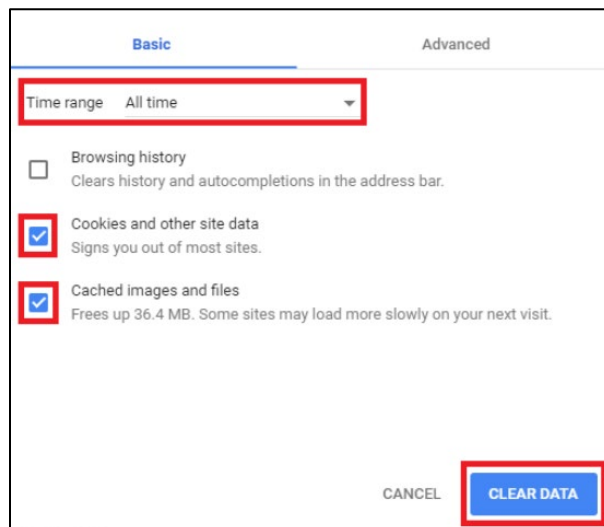 Basic Advanced
Time range All time
Browsing history
Clears history and autocompletions in the address bar.
Cookies and other site data
Signs you out of most sites.
Cached images and files
Frees up 36.4 MB. Some sites may load more slowly on your next visit.
CANCEL CLEAR DATA